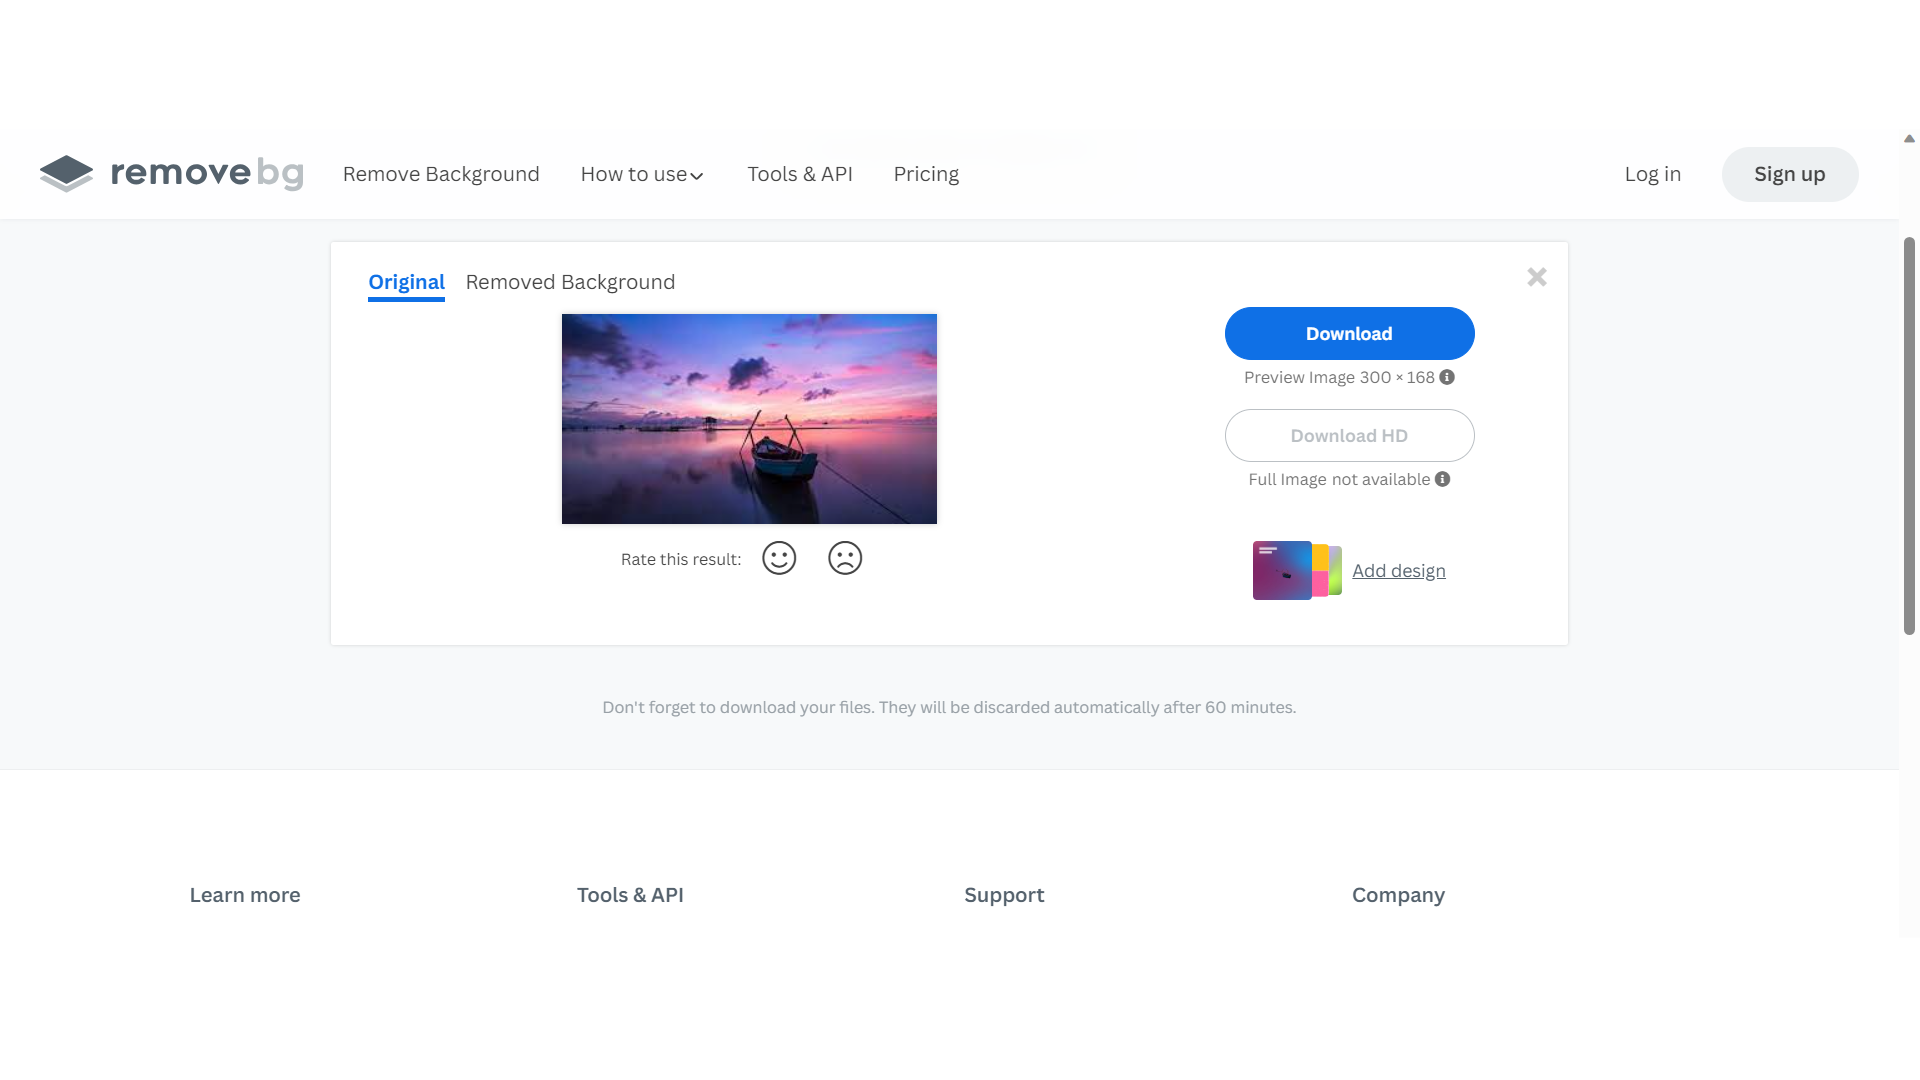 removebg Remove Background How to use Tools & API Pricing Log in Sign up
Original Removed Background
Download
Preview Image 300 × 168
Download HD
Full Image not available
Rate this result:
Add design
Don't forget to download your files. They will be discarded automatically after 60 minutes.
Learn more Tools & API Support Company